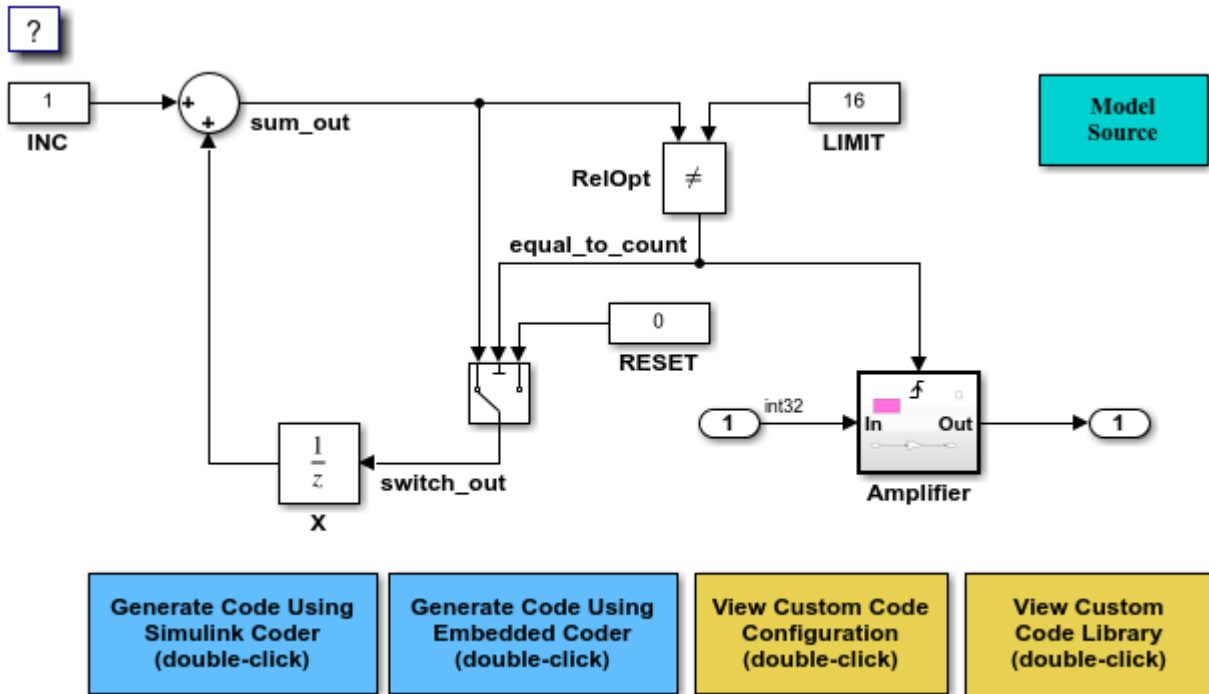 ?
1
INC
+
+
sum_out
16
LIMIT
Model
Source
RelOpt
≠
equal_to_count
0
RESET
1
z
X
switch_out
1
int32
In
Out
Amplifier
1
Generate Code Using
Simulink Coder
(double-click)
Generate Code Using
Embedded Coder
(double-click)
View Custom Code
Configuration
(double-click)
View Custom
Code Library
(double-click)